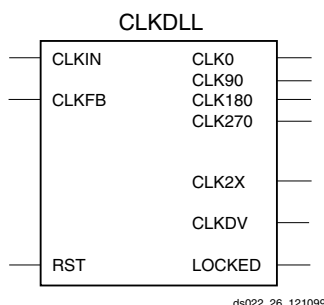 CLKDLL
CLKIN
CLK0
CLK90
CLKFB
CLK180
CLK270
CLK2X
CLKDV
RST
LOCKED
ds022_26_121099